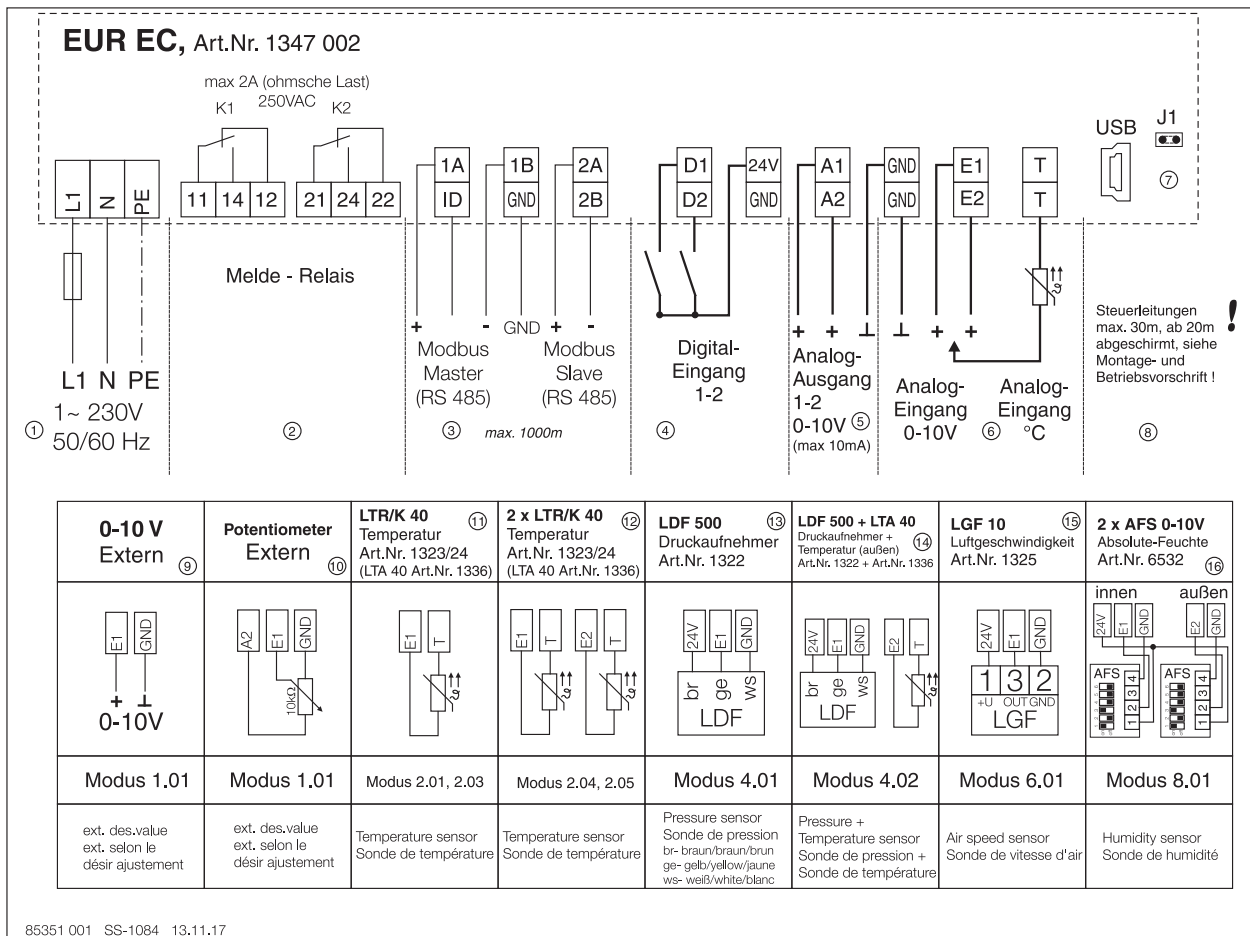 EUR EC, Art.Nr. 1347 002
max 2A (ohmsche Last)
250VAC
K1 K2
USB J1
L1 N PE
11 14 12
21 24 22
1A 1B 2A
ID GND 2B
D1 24V
D2 GND
A1 GND E1 T
A2 GND E2 T
⑦
Melde - Relais
+ - GND + -
+ + ⊥ ⊥ + +
L1 N PE
1~ 230V
50/60 Hz
①
②
Modbus
Master
(RS 485)
Modbus
Slave
(RS 485)
③ max. 1000m
Digital-
Eingang
1-2
④
Analog-
Ausgang
1-2
0-10V ⑤
(max 10mA)
Analog-
Eingang
0-10V
⑥
Analog-
Eingang
°C
Steuerleitungen
max. 30m, ab 20m
abgeschirmt, siehe
Montage- und
Betriebsvorschrift !
!
⑧
0-10 V
Extern ⑨
Potentiometer
Extern ⑩
LTR/K 40 ⑪
Temperatur
Art.Nr. 1323/24
(LTA 40 Art.Nr. 1336)
2 x LTR/K 40 ⑫
Temperatur
Art.Nr. 1323/24
(LTA 40 Art.Nr. 1336)
LDF 500 ⑬
Druckaufnehmer
Art.Nr. 1322
LDF 500 + LTA 40
Druckaufnehmer +
Temperatur (außen) ⑭
Art.Nr. 1322 + Art.Nr. 1336
LGF 10 ⑮
Luftgeschwindigkeit
Art.Nr. 1325
2 x AFS 0-10V
Absolute-Feuchte
Art.Nr. 6532 ⑯
E1 GND
+ ⊥
0-10V
A2 E1 GND
10kΩ
E1 T
E1 T E2 T
24V E1 GND
br ge ws
LDF
24V E1 GND E2 T
br ge ws
LDF
24V E1 GND
1 3 2
+U OUT GND
LGF
innen außen
24V E1 GND E2 GND
AFS 1 2 3 4
AFS 1 2 3 4
Modus 1.01
Modus 1.01
Modus 2.01, 2.03
Modus 2.04, 2.05
Modus 4.01
Modus 4.02
Modus 6.01
Modus 8.01
ext. des.value
ext. selon le
désir ajustement
ext. des.value
ext. selon le
désir ajustement
Temperature sensor
Sonde de température
Temperature sensor
Sonde de température
Pressure sensor
Sonde de pression
br- braun/braun/brun
ge- gelb/yellow/jaune
ws- weiß/white/blanc
Pressure +
Temperature sensor
Sonde de pression +
Sonde de température
Air speed sensor
Sonde de vitesse d'air
Humidity sensor
Sonde de humidité
85351 001 SS-1084 13.11.17